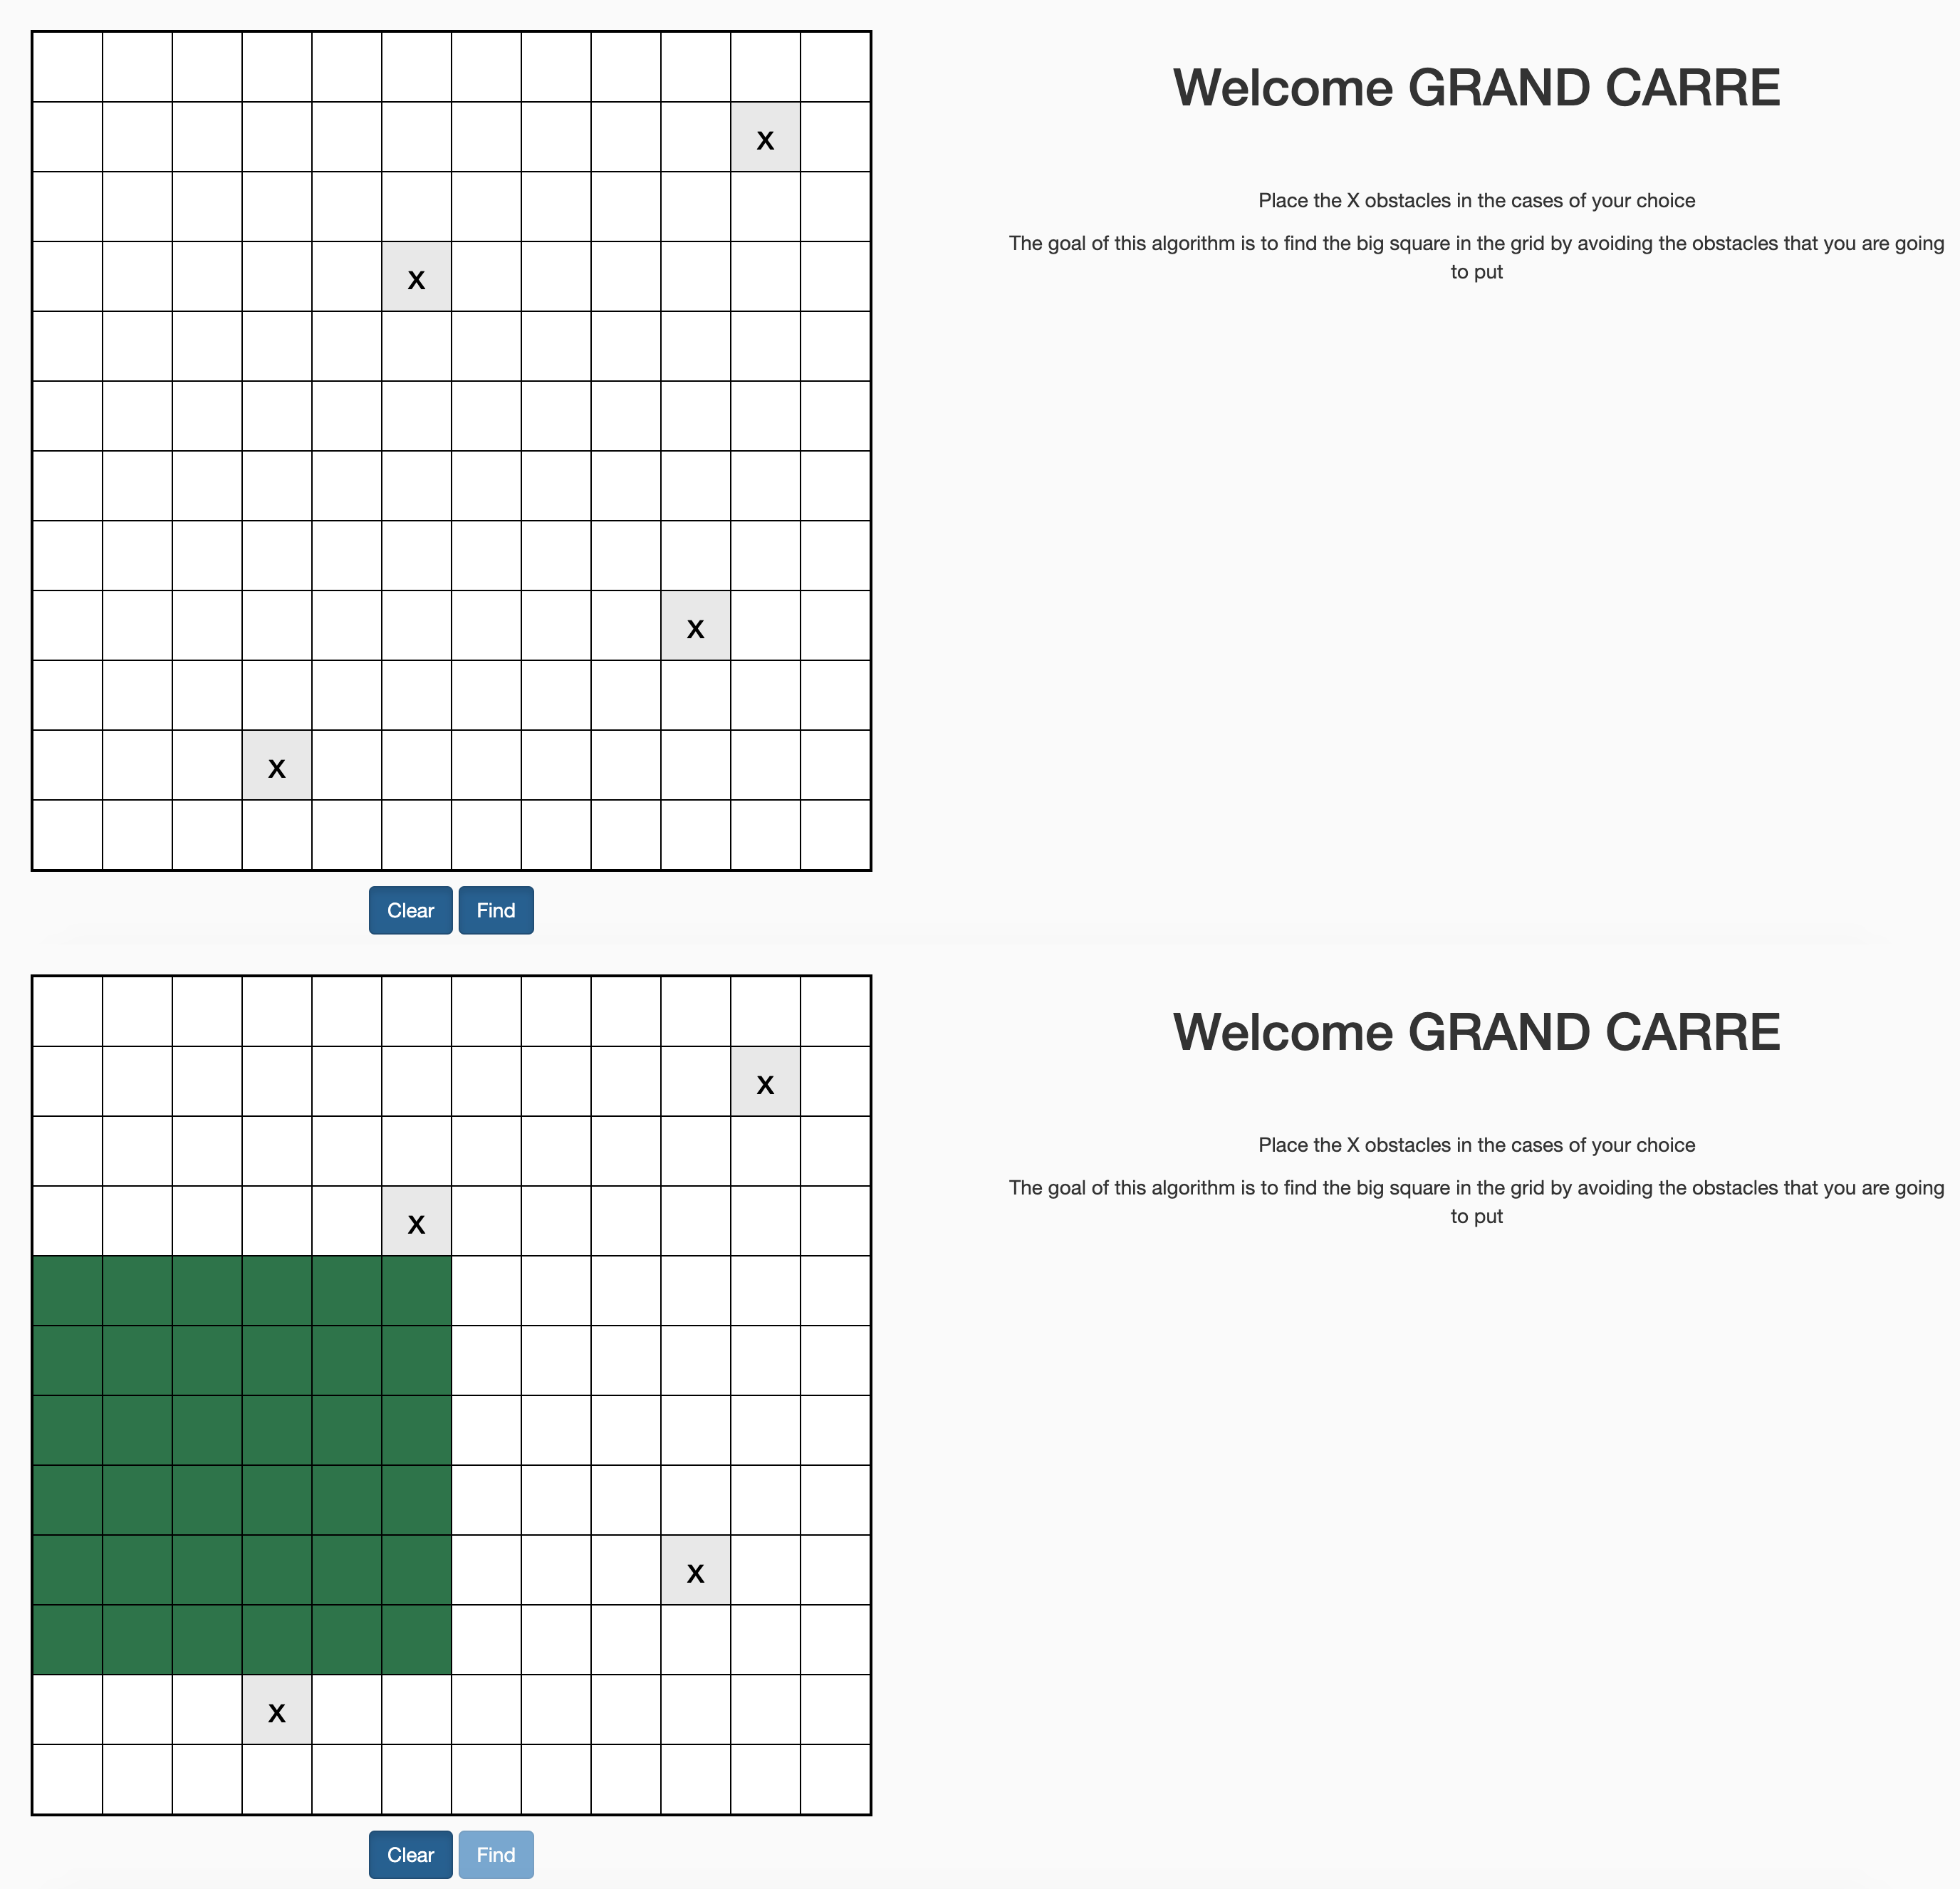 Welcome GRAND CARRE
X
Place the X obstacles in the cases of your choice
The goal of this algorithm is to find the big square in the grid by avoiding the obstacles that you are going
to put
X
X
X
Clear Find
Welcome GRAND CARRE
X
Place the X obstacles in the cases of your choice
The goal of this algorithm is to find the big square in the grid by avoiding the obstacles that you are going
to put
X
X
X
Clear Find